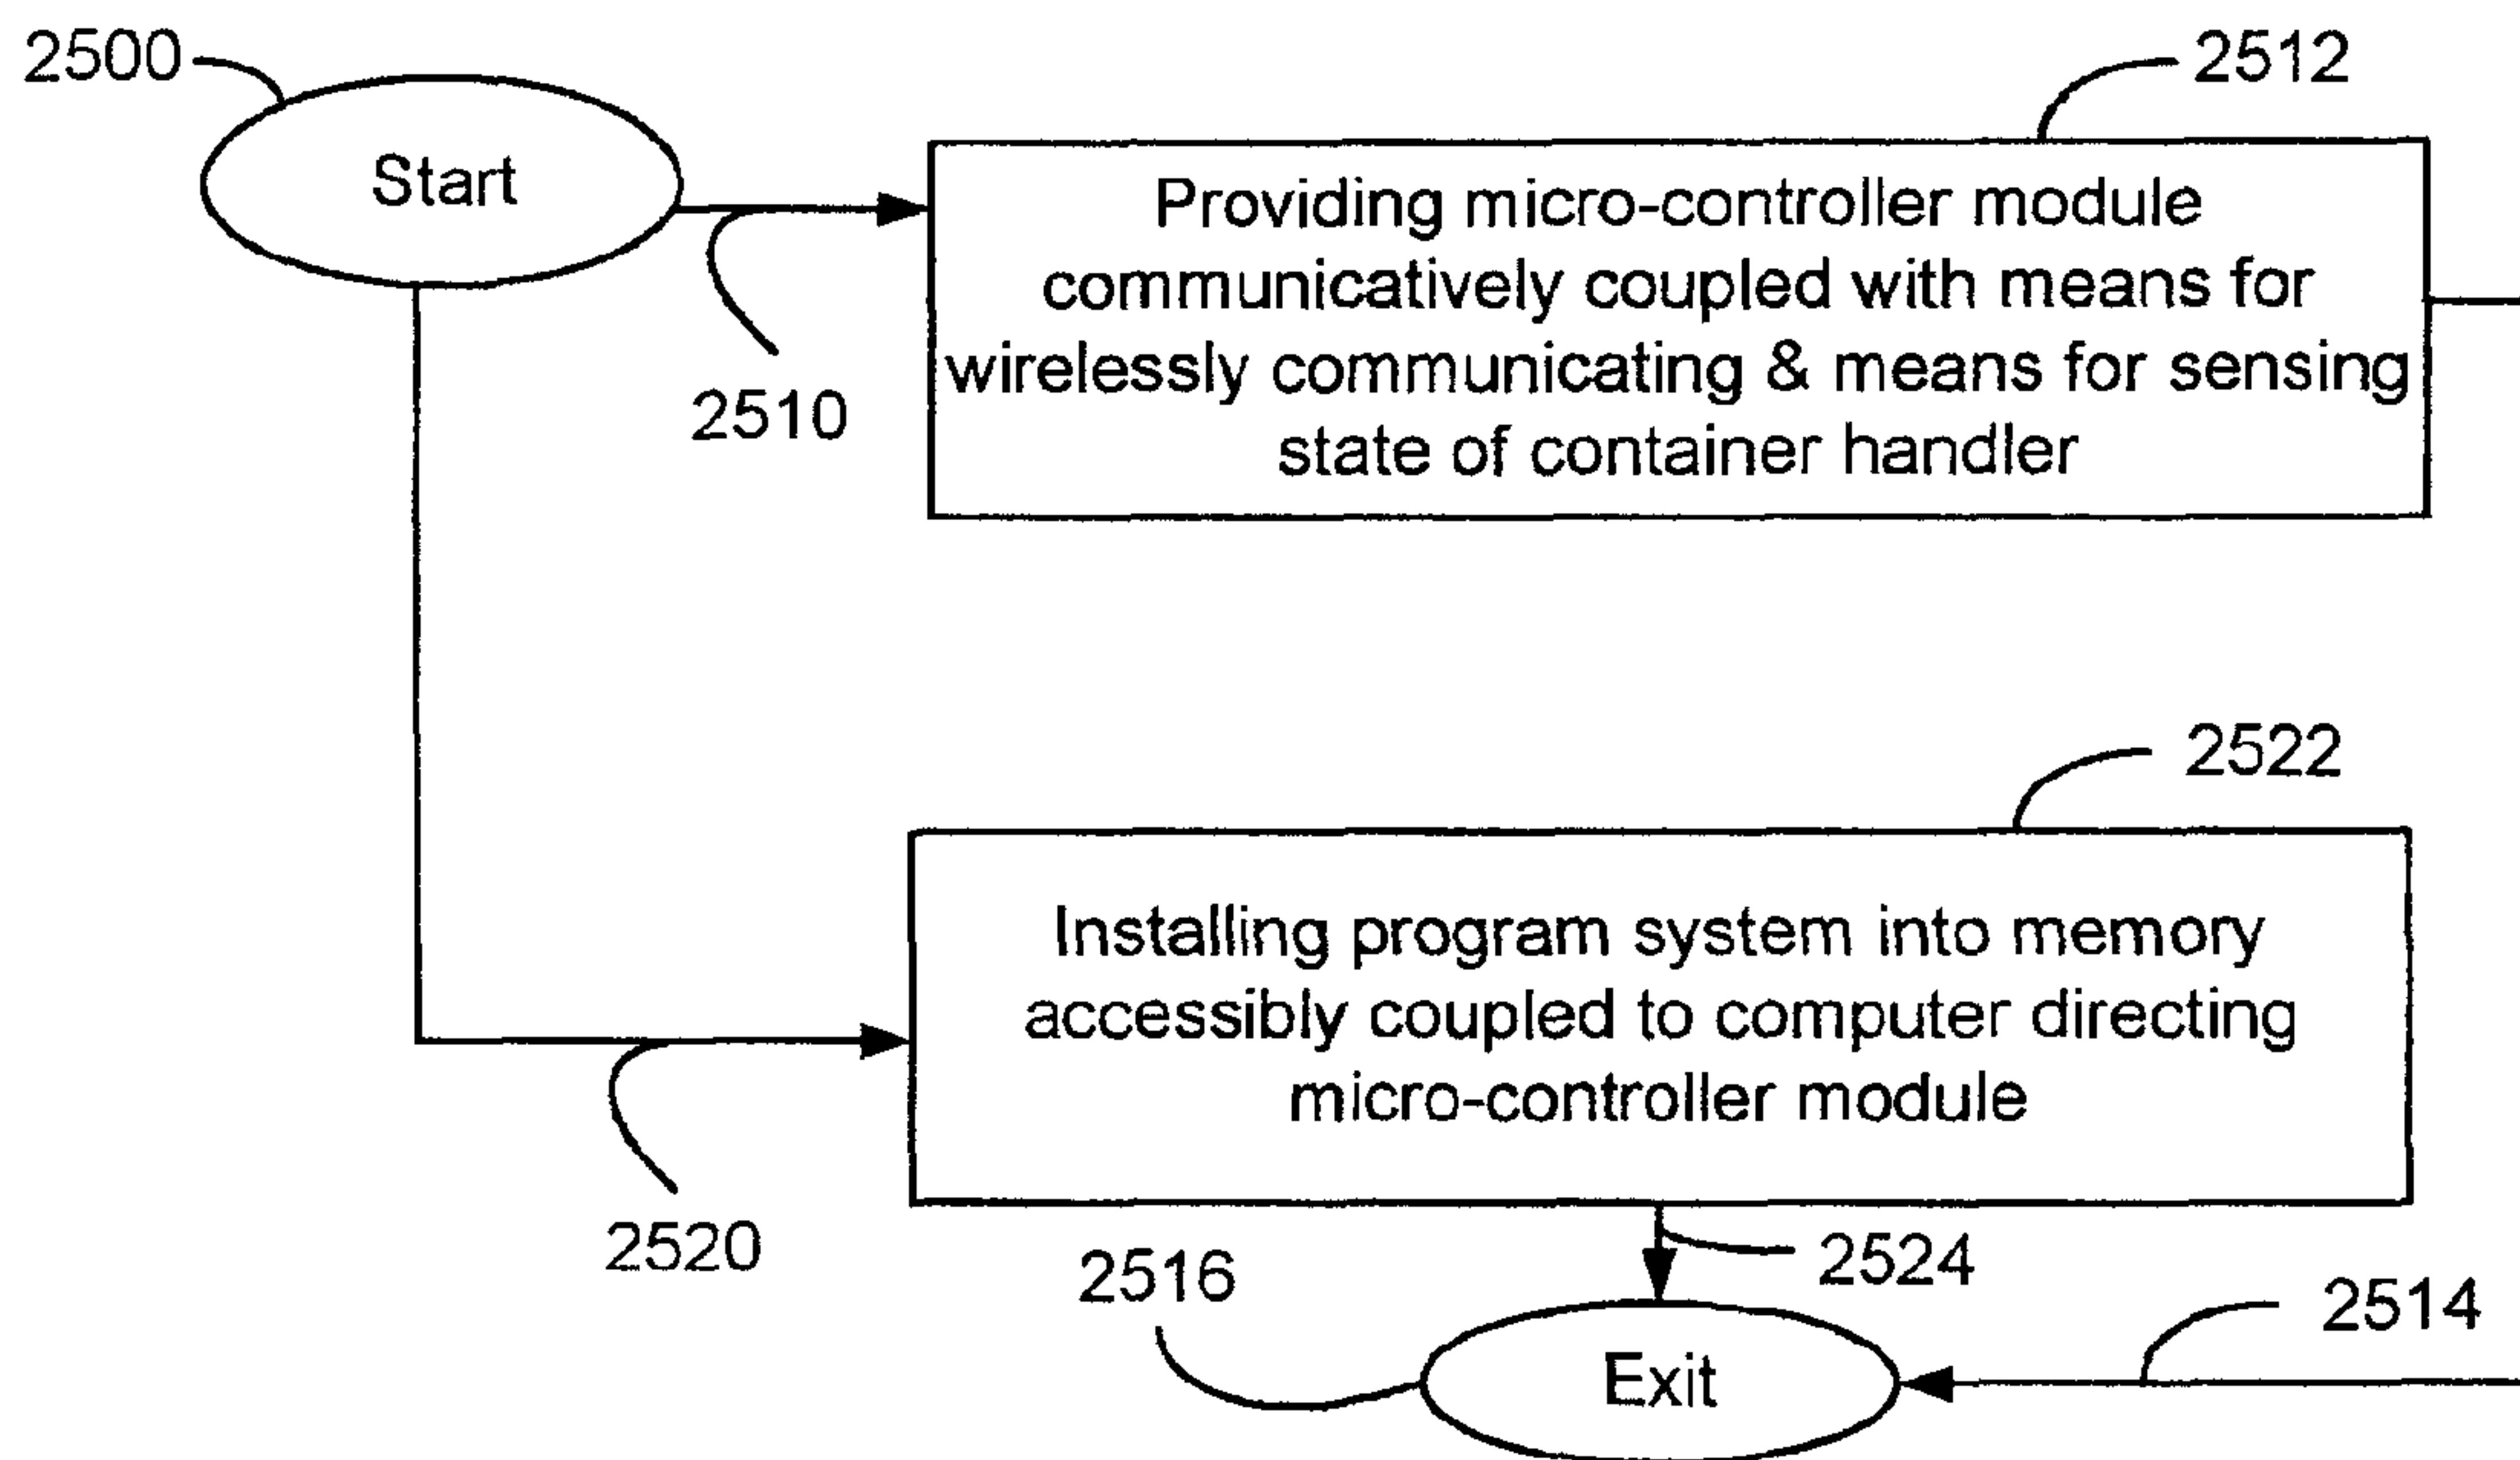 2500
2512
Start
Providing micro-controller module
communicatively coupled with means for
wirelessly communicating & means for sensing
state of container handler
2510
2522
Installing program system into memory
accessibly coupled to computer directing
micro-controller module
2520
2516
2524
2514
Exit